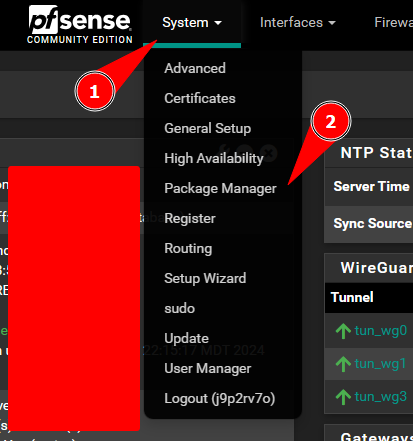 pfsense System Interfaces Firewa
COMMUNITY EDITION
1
Advanced
Certificates
2
General Setup
High Availability
NTP Stat
Package Manager
Server Time
Register
Sync Source
Routing
WireGuar
Setup Wizard
Tunnel
sudo
tun_wg0
Update
22:15:17 MDT 2024
tun_wg1
User Manager
tun_wg3
Logout (j9p2rv7o)
Gateways